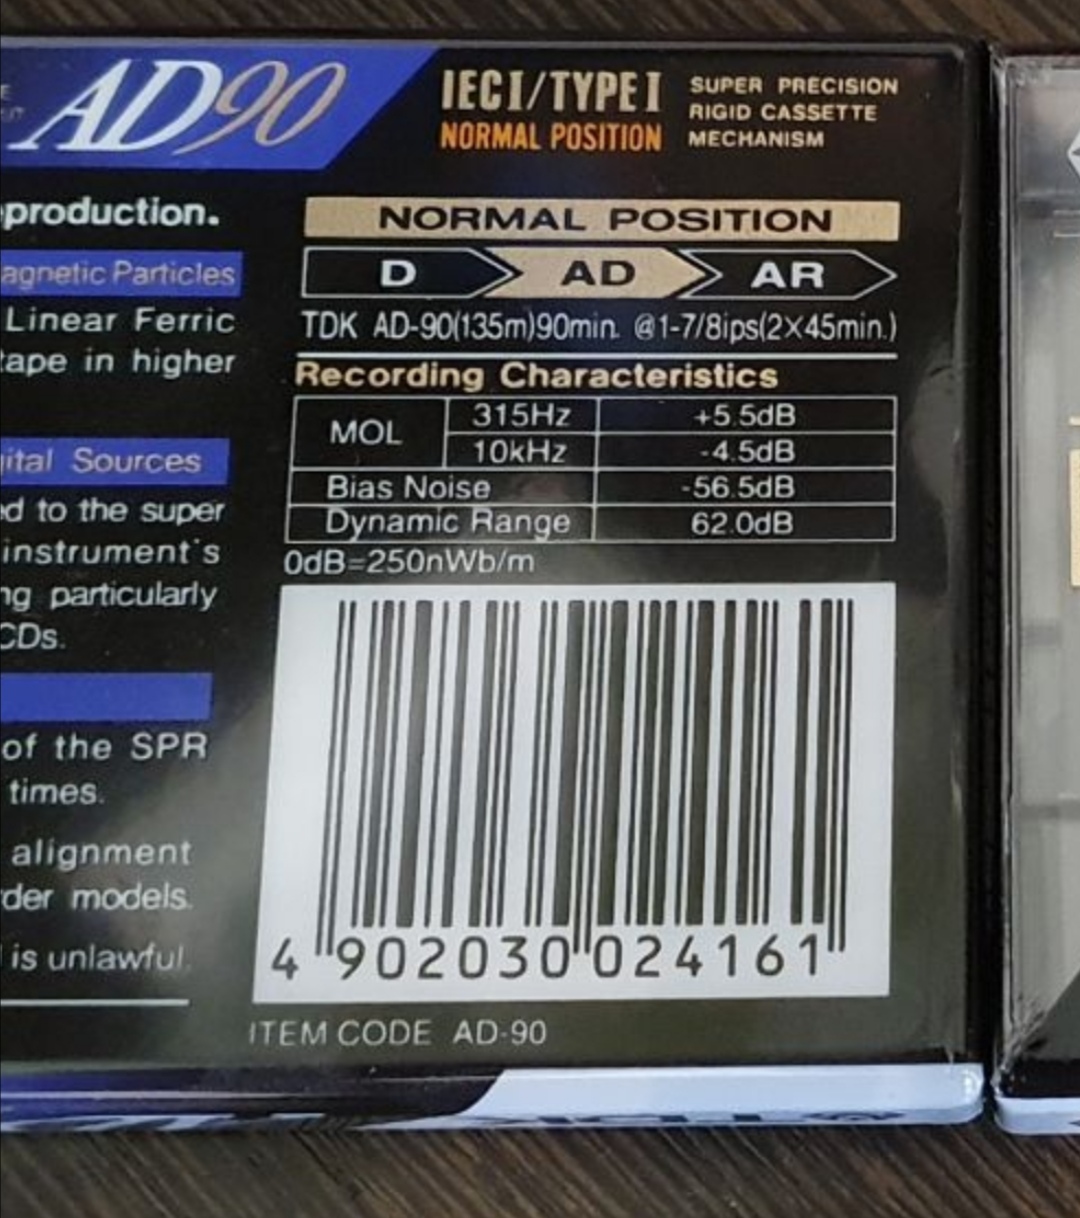 AD90
IEC I/TYPE I
NORMAL POSITION
SUPER PRECISION
RIGID CASSETTE
MECHANISM
production.
agnetic Particles
Linear Ferric
tape in higher
ital Sources
ed to the super
instrument's
ng particularly
CDs.
of the SPR
times.
alignment
der models.
is unlawful.
NORMAL POSITION
D AD AR
TDK AD-90(135m)90min. @1-7/8ips(2×45min.)
Recording Characteristics
MOL 315Hz +5.5dB
10kHz -4.5dB
Bias Noise -56.5dB
Dynamic Range 62.0dB
0dB=250nWb/m
4 902030 024161
ITEM CODE AD-90